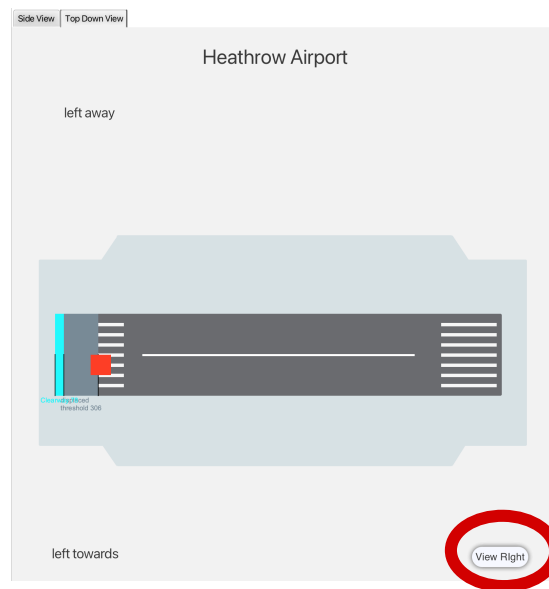 Side View Top Down View
Heathrow Airport
left away
threshold 306
left towards
View RIght